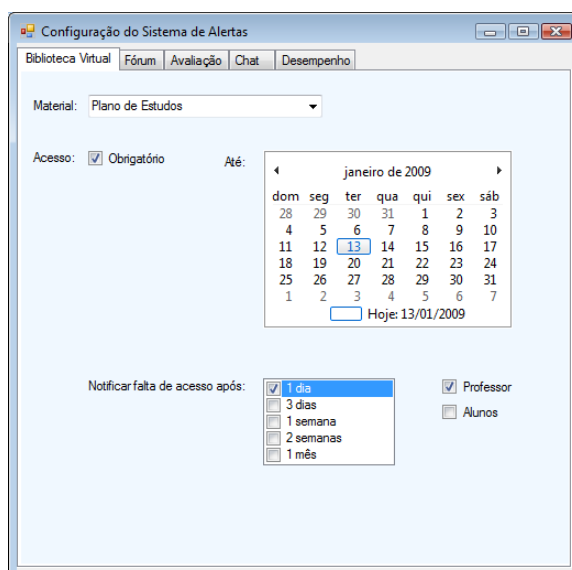 Configuração do Sistema de Alertas
Biblioteca Virtual Fórum Avaliação Chat Desempenho
Material: Plano de Estudos
Acesso: Obrigatório Até:
janeiro de 2009
dom seg ter qua qui sex sáb
28 29 30 31 1 2 3
4 5 6 7 8 9 10
11 12 13 14 15 16 17
18 19 20 21 22 23 24
25 26 27 28 29 30 31
1 2 3 4 5 6 7
Hoje: 13/01/2009
Notificar falta de acesso após: 1 dia Professor
3 dias Alunos
1 semana
2 semanas
1 mês